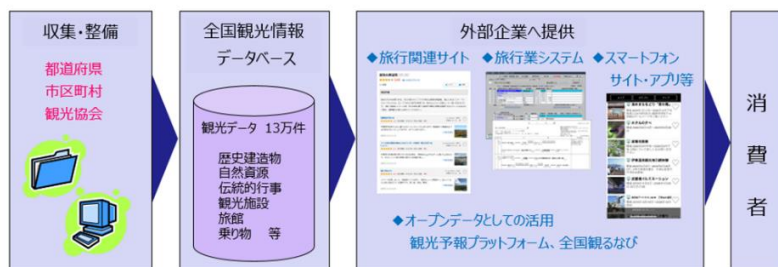 収集・整備
都道府県
市区町村
観光協会
全国観光情報
データベース
観光データ 13万件
歴史建造物
自然資源
伝統的行事
観光施設
旅館
乗り物 等
外部企業へ提供
◆旅行関連サイト
◆旅行業システム
◆スマートフォン
サイト・アプリ等
◆オープンデータとしての活用
観光予報プラットフォーム、全国観るなび
消費者